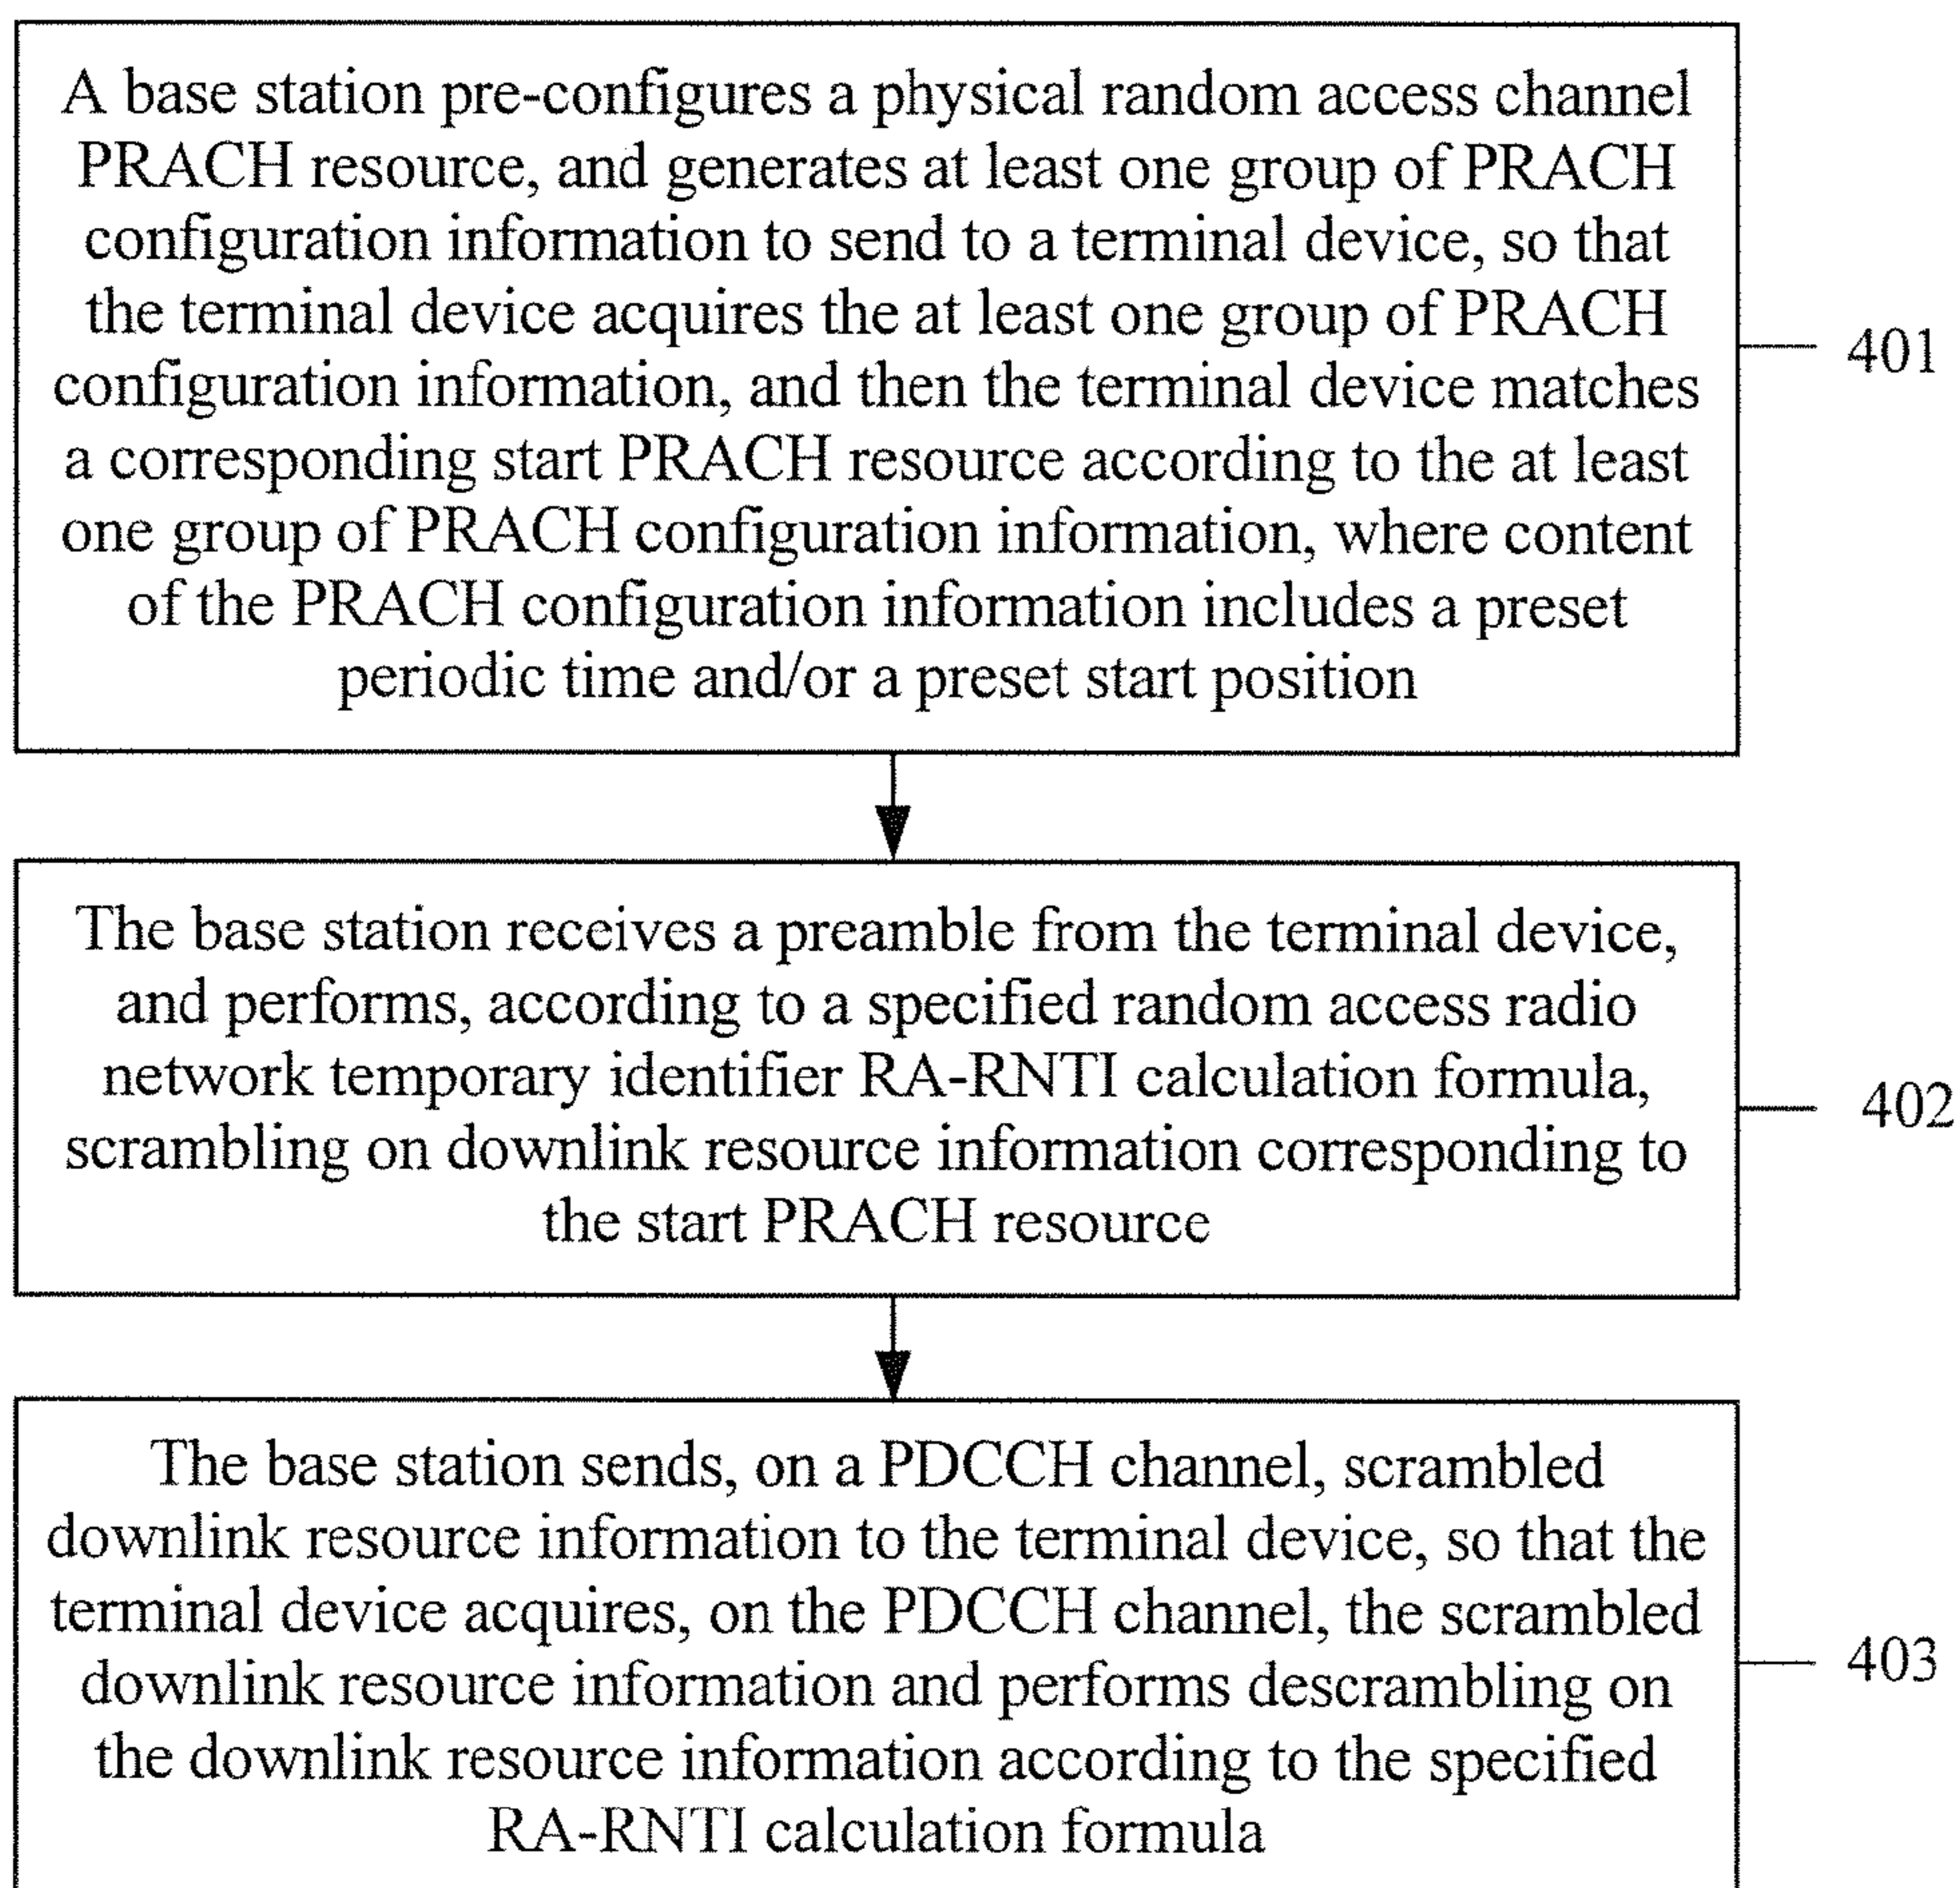 A base station pre-configures a physical random access channel
PRACH resource, and generates at least one group of PRACH
configuration information to send to a terminal device, so that
the terminal device acquires the at least one group of PRACH
configuration information, and then the terminal device matches
a corresponding start PRACH resource according to the at least
one group of PRACH configuration information, where content
of the PRACH configuration information includes a preset
periodic time and/or a preset start position
401
The base station receives a preamble from the terminal device,
and performs, according to a specified random access radio
network temporary identifier RA-RNTI calculation formula,
scrambling on downlink resource information corresponding to
the start PRACH resource
402
The base station sends, on a PDCCH channel, scrambled
downlink resource information to the terminal device, so that the
terminal device acquires, on the PDCCH channel, the scrambled
downlink resource information and performs descrambling on
the downlink resource information according to the specified
RA-RNTI calculation formula
403